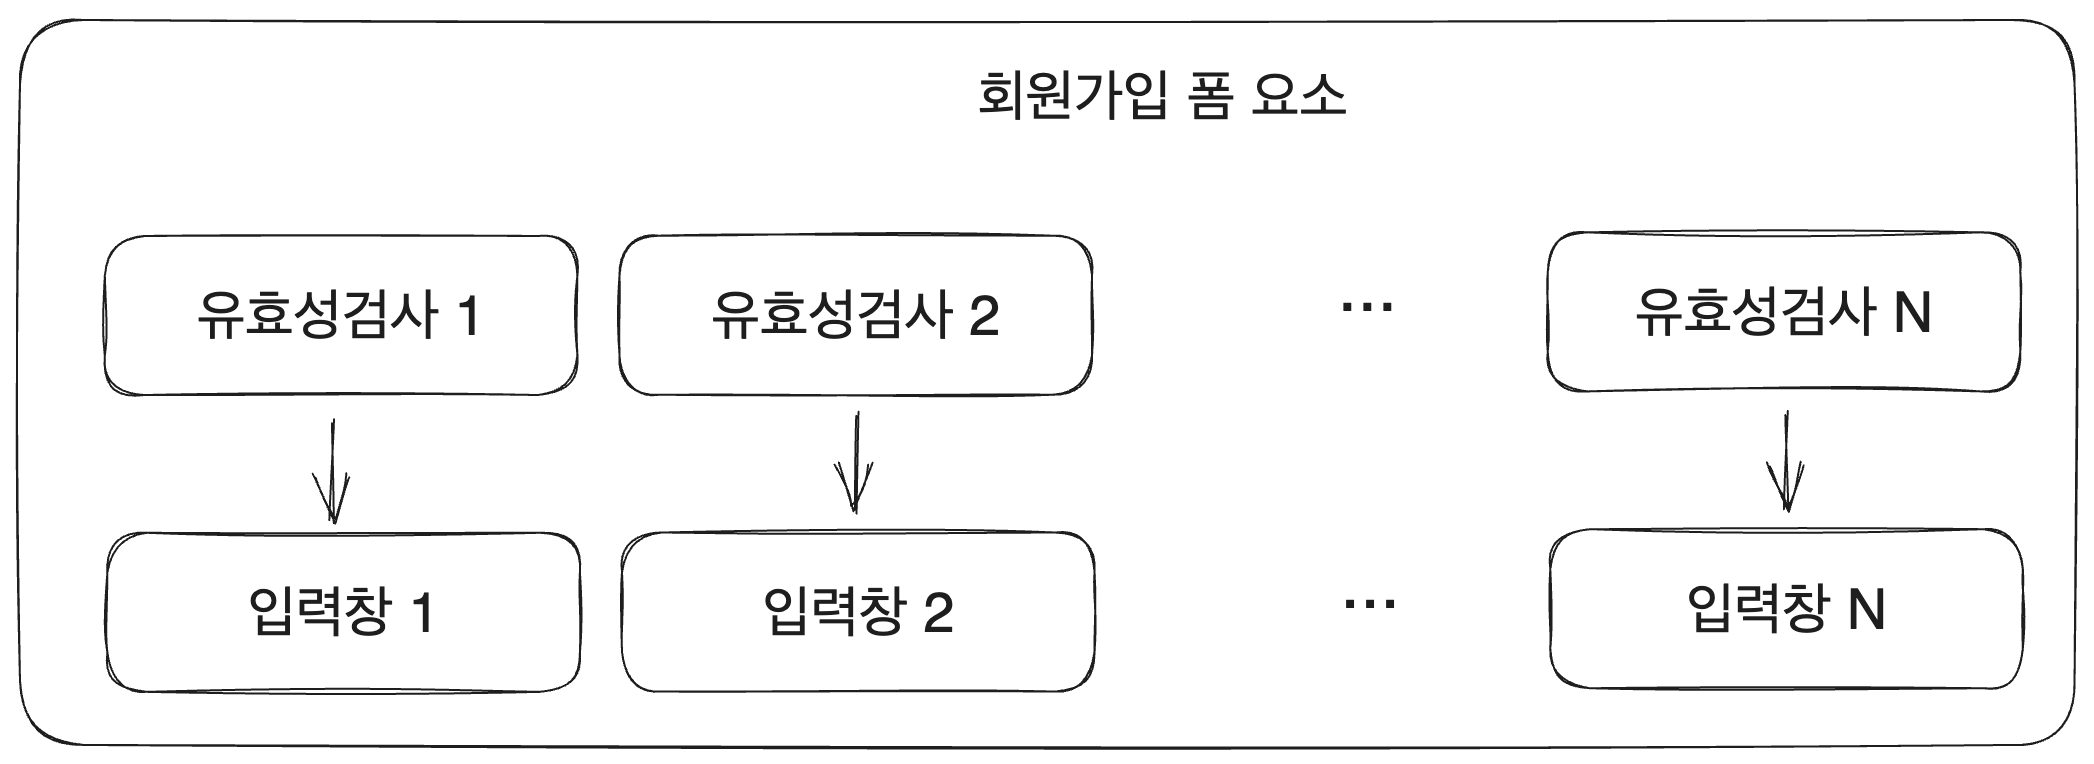 회원가입 폼 요소
유효성검사 1
유효성검사 2
...
유효성검사 N
입력창 1
입력창 2
...
입력창 N